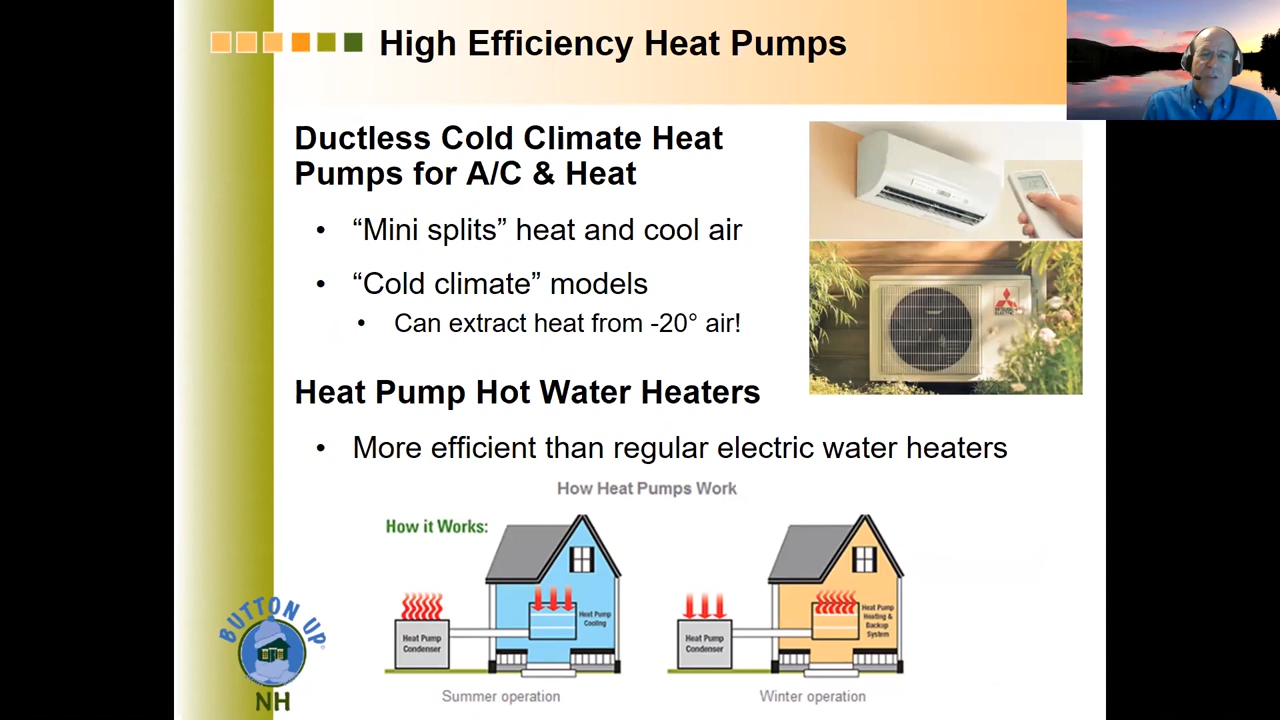 High Efficiency Heat Pumps
Ductless Cold Climate Heat
Pumps for A/C & Heat
• “Mini splits” heat and cool air
• “Cold climate” models
• Can extract heat from -20° air!
MITSUBISHI
ELECTRIC
Heat Pump Hot Water Heaters
• More efficient than regular electric water heaters
How Heat Pumps Work
How it Works:
Heat Pump
Condenser
Heat Pump
Cooling
Summer operation
Heat Pump
Condenser
Heat Pump
Heating &
Backup
System
Winter operation
BUTTON UP
NH